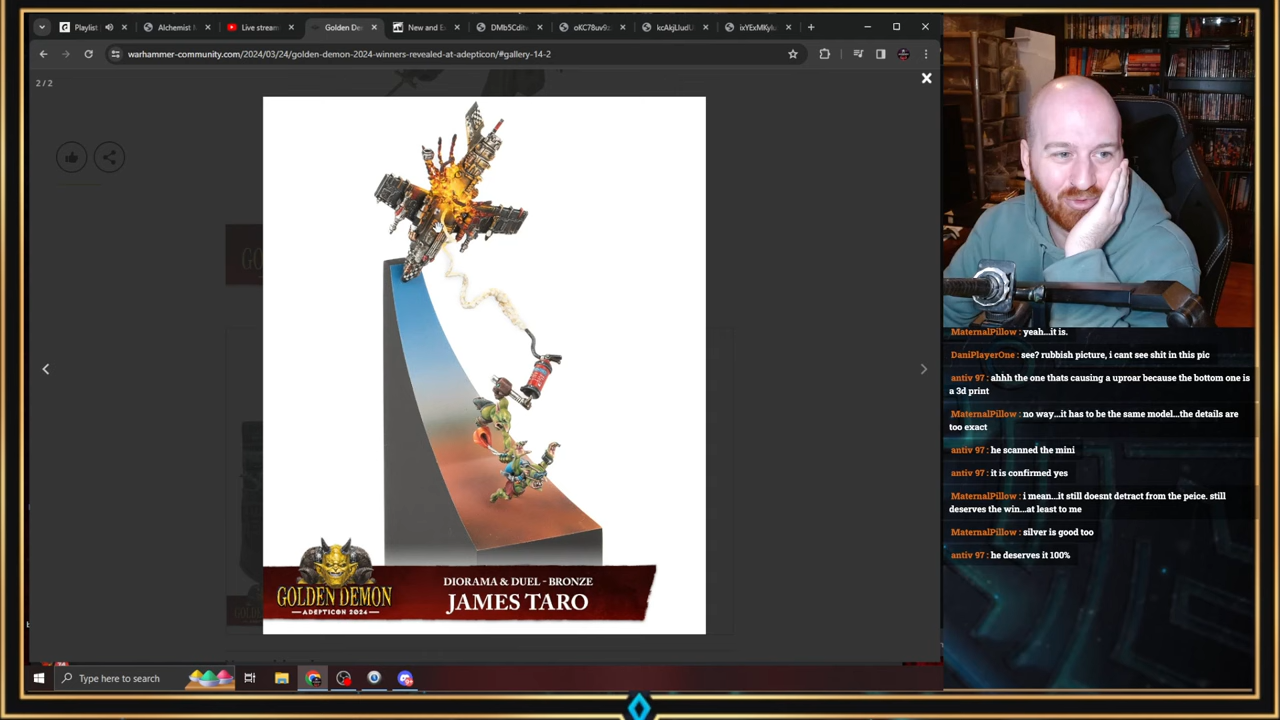 Playlist
Alchemist M
Live stream
Golden De
New and E
DMb5Cdit
oKC78uv9
kcAkjUud
ixYExMKy
warhammer-community.com/2024/03/24/golden-demon-2024-winners-revealed-at-adepticon/#gallery-14-2
2 / 2
GOLDEN DEMON
ADEPTICON 2024
DIORAMA & DUEL - BRONZE
JAMES TARO
MaternalPillow : yeah...it is.
DaniPlayerOne : see? rubbish picture, i cant see shit in this pic
antiv 97 : ahhh the one thats causing a uproar because the bottom one is
a 3d print
MaternalPillow : no way...it has to be the same model...the details are
too exact
antiv 97 : he scanned the mini
antiv 97 : it is confirmed yes
MaternalPillow : i mean...it still doesnt detract from the peice. still
deserves the win...at least to me
MaternalPillow : silver is good too
antiv 97 : he deserves it 100%
Type here to search